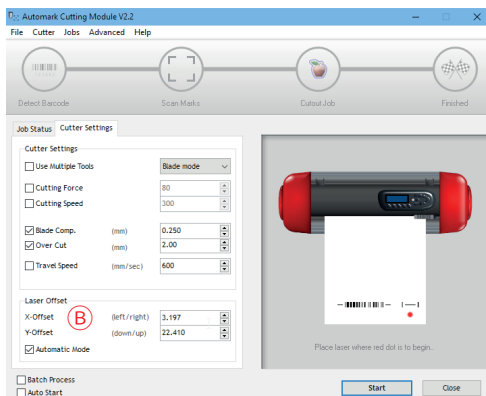 Automark Cutting Module V2.2
File Cutter Jobs Advanced Help
Detect Barcode Scan Marks Cutout Job Finished
Job Status Cutter Settings
Cutter Settings
Use Multiple Tools Blade mode
Cutting Force 80
Cutting Speed 300
Blade Comp. (mm) 0.250
Over Cut (mm) 2.00
Travel Speed (mm/sec) 600
Laser Offset
X-Offset (left/right) 3.197
B
Y-Offset (down/up) 22.410
Automatic Mode
Place laser where red dot is to begin..
Batch Process
Auto Start
Start Close